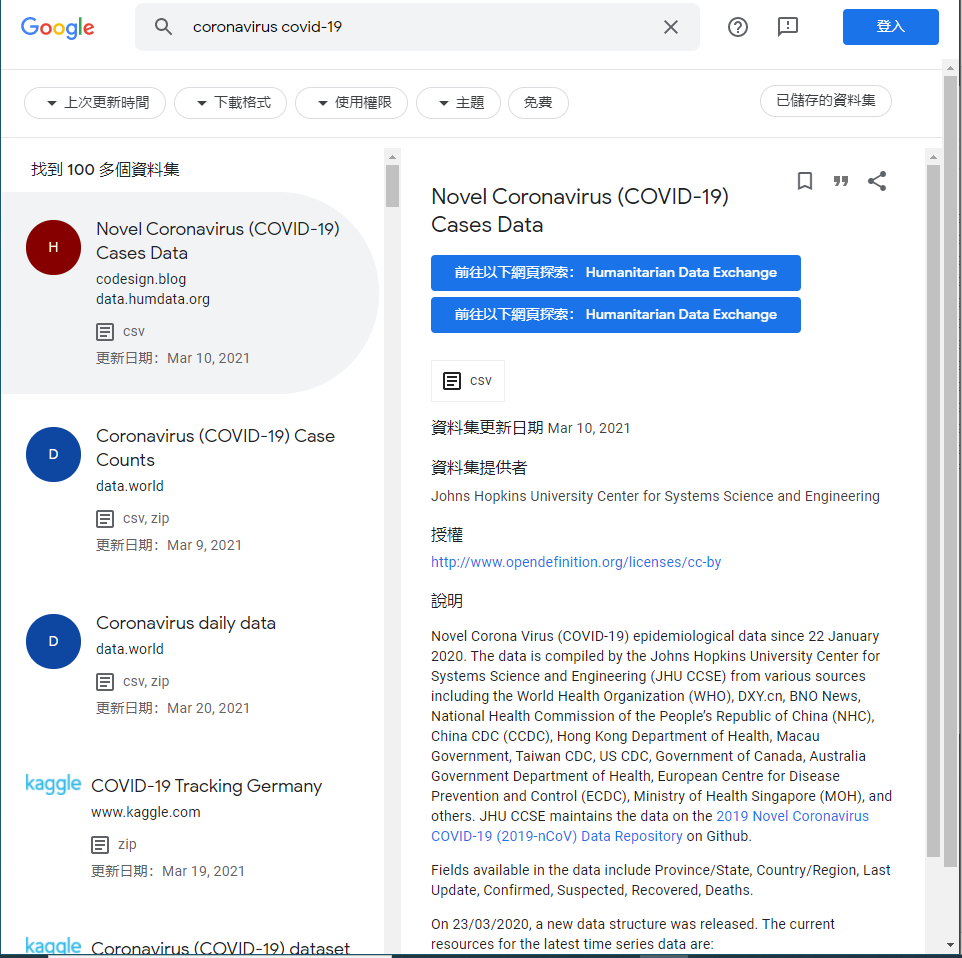 Google
coronavirus covid-19
登入
上次更新時間
下載格式
使用權限
主題
免費
已儲存的資料集
找到 100 多個資料集
H
Novel Coronavirus (COVID-19)
Cases Data
codesign.blog
data.humdata.org
csv
更新日期： Mar 10, 2021
D
Coronavirus (COVID-19) Case
Counts
data.world
csv, zip
更新日期： Mar 9, 2021
D
Coronavirus daily data
data.world
csv, zip
更新日期： Mar 20, 2021
kaggle
COVID-19 Tracking Germany
www.kaggle.com
zip
更新日期： Mar 19, 2021
kaggle
Coronavirus (COVID-19) dataset
Novel Coronavirus (COVID-19)
Cases Data
前往以下網頁探索： Humanitarian Data Exchange
前往以下網頁探索： Humanitarian Data Exchange
csv
資料集更新日期 Mar 10, 2021
資料集提供者
Johns Hopkins University Center for Systems Science and Engineering
授權
http://www.opendefinition.org/licenses/cc-by
說明
Novel Corona Virus (COVID-19) epidemiological data since 22 January
2020. The data is compiled by the Johns Hopkins University Center for
Systems Science and Engineering (JHU CCSE) from various sources
including the World Health Organization (WHO), DXY.cn, BNO News,
National Health Commission of the People’s Republic of China (NHC),
China CDC (CCDC), Hong Kong Department of Health, Macau
Government, Taiwan CDC, US CDC, Government of Canada, Australia
Government Department of Health, European Centre for Disease
Prevention and Control (ECDC), Ministry of Health Singapore (MOH), and
others. JHU CCSE maintains the data on the 2019 Novel Coronavirus
COVID-19 (2019-nCoV) Data Repository on Github.
Fields available in the data include Province/State, Country/Region, Last
Update, Confirmed, Suspected, Recovered, Deaths.
On 23/03/2020, a new data structure was released. The current
resources for the latest time series data are: